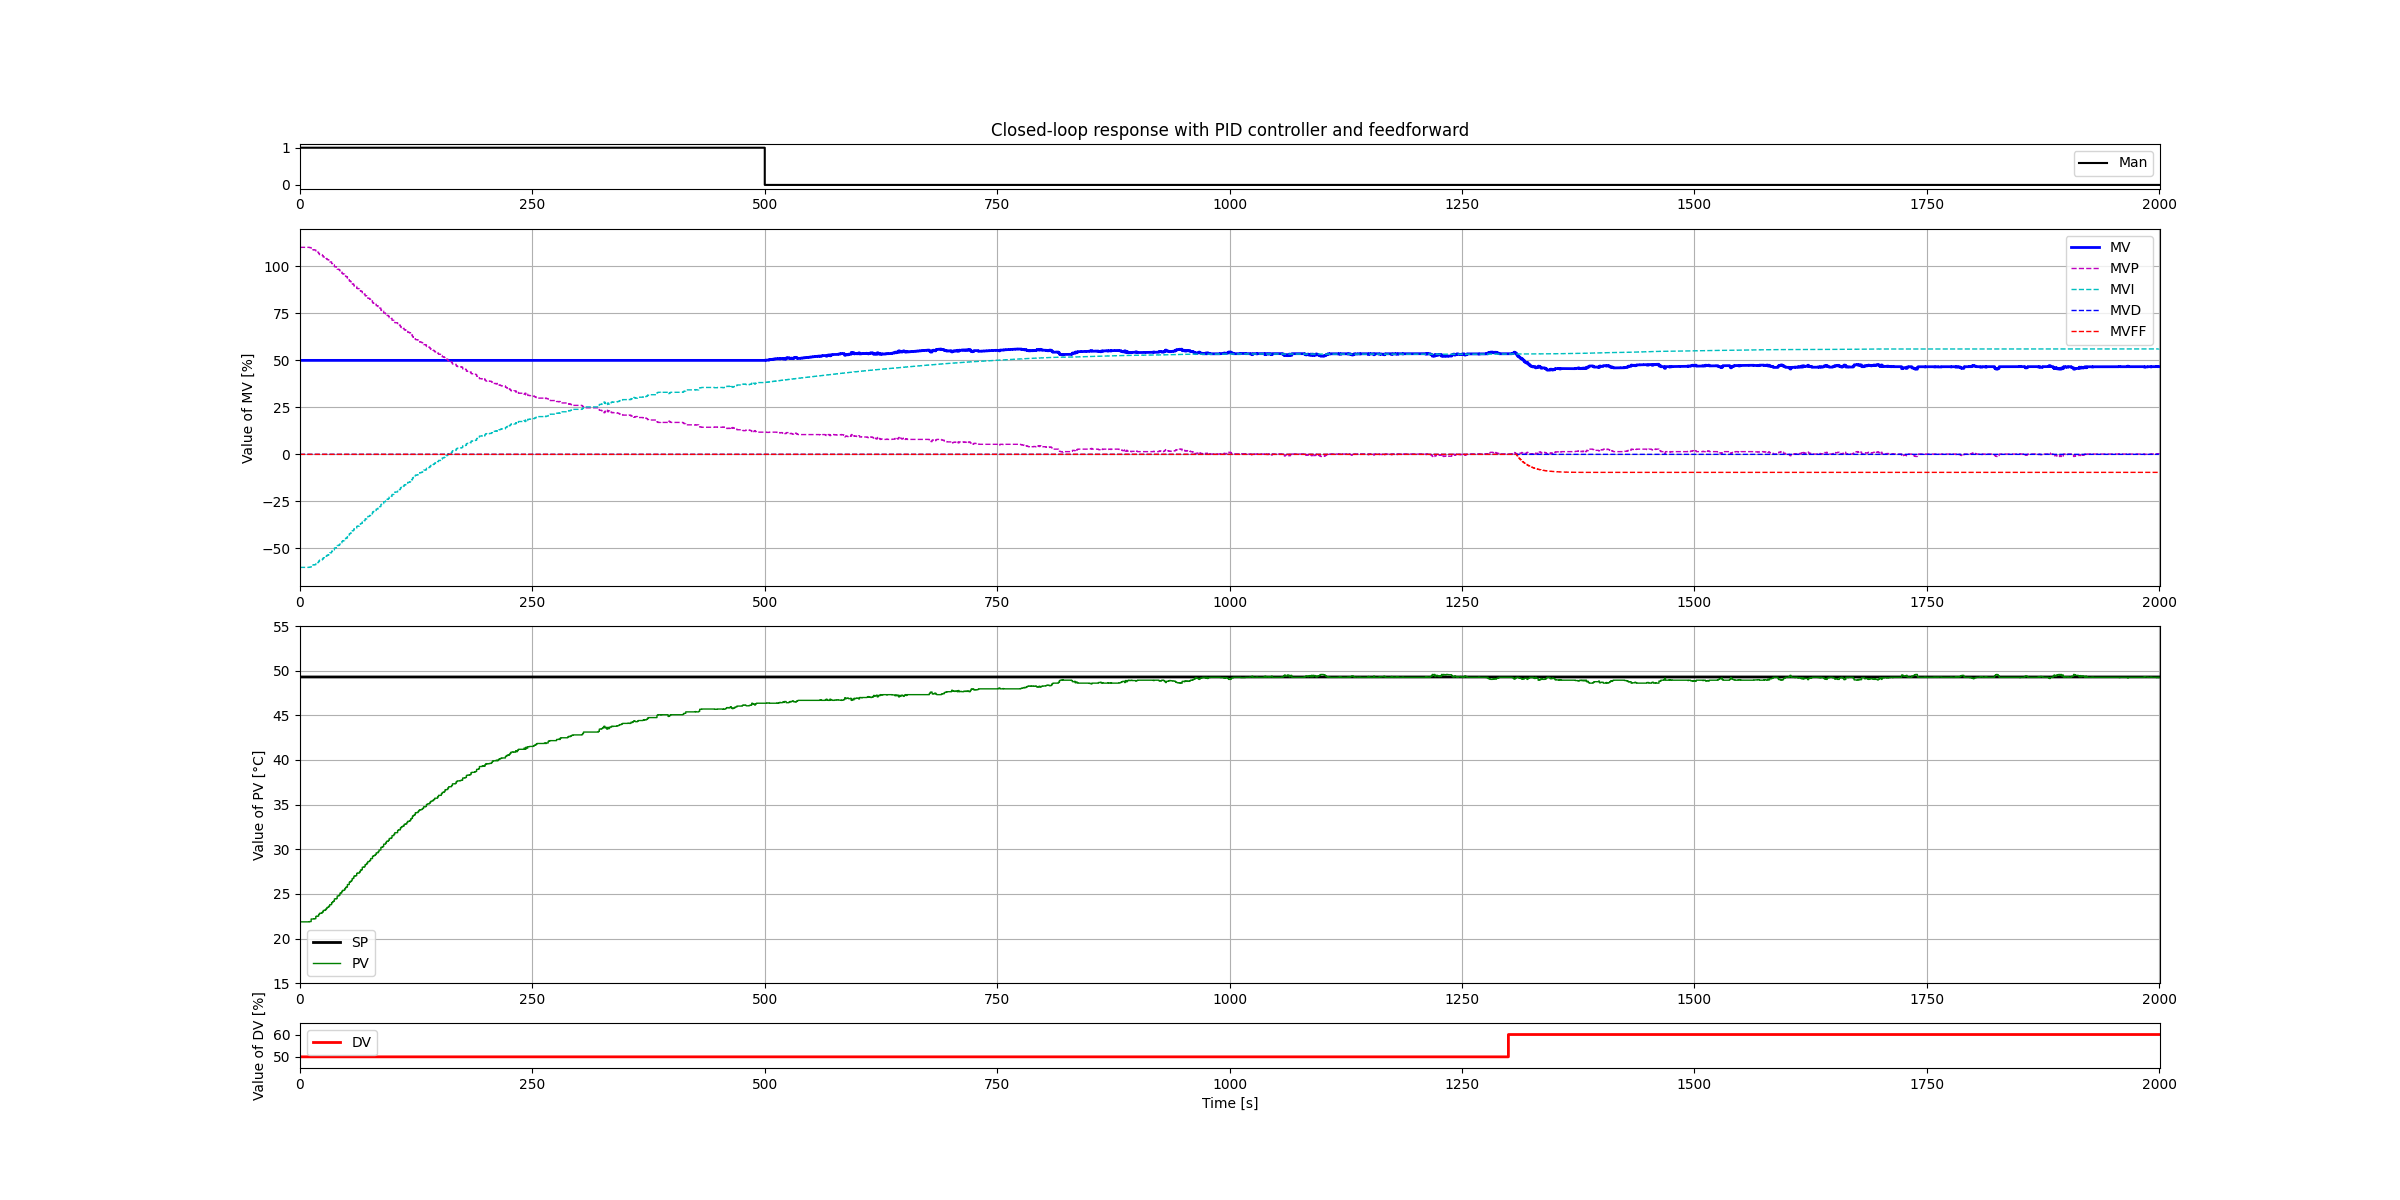 Closed-loop response with PID controller and feedforward
1
0
Man
0 250 500 750 1000 1250 1500 1750 2000
Value of MV [%]
100
75
50
25
0
−25
−50
MV
MVP
MVI
MVD
MVFF
0 250 500 750 1000 1250 1500 1750 2000
Value of PV [°C]
55
50
45
40
35
30
25
20
15
SP
PV
0 250 500 750 1000 1250 1500 1750 2000
Value of DV [%]
60
50
DV
0 250 500 750 1000 1250 1500 1750 2000
Time [s]